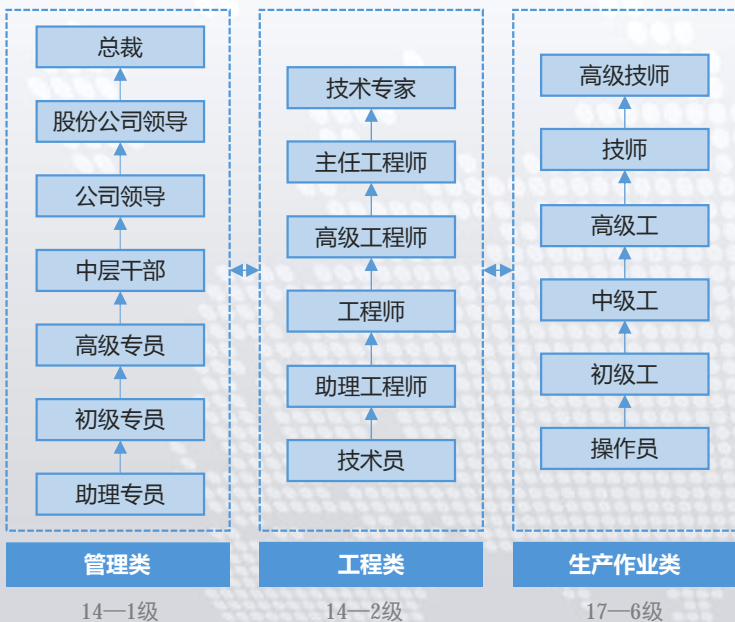 总裁
股份公司领导
公司领导
中层干部
高级专员
初级专员
助理专员
管理类
14—1级
技术专家
主任工程师
高级工程师
工程师
助理工程师
技术员
工程类
14—2级
高级技师
技师
高级工
中级工
初级工
操作员
生产作业类
17—6级